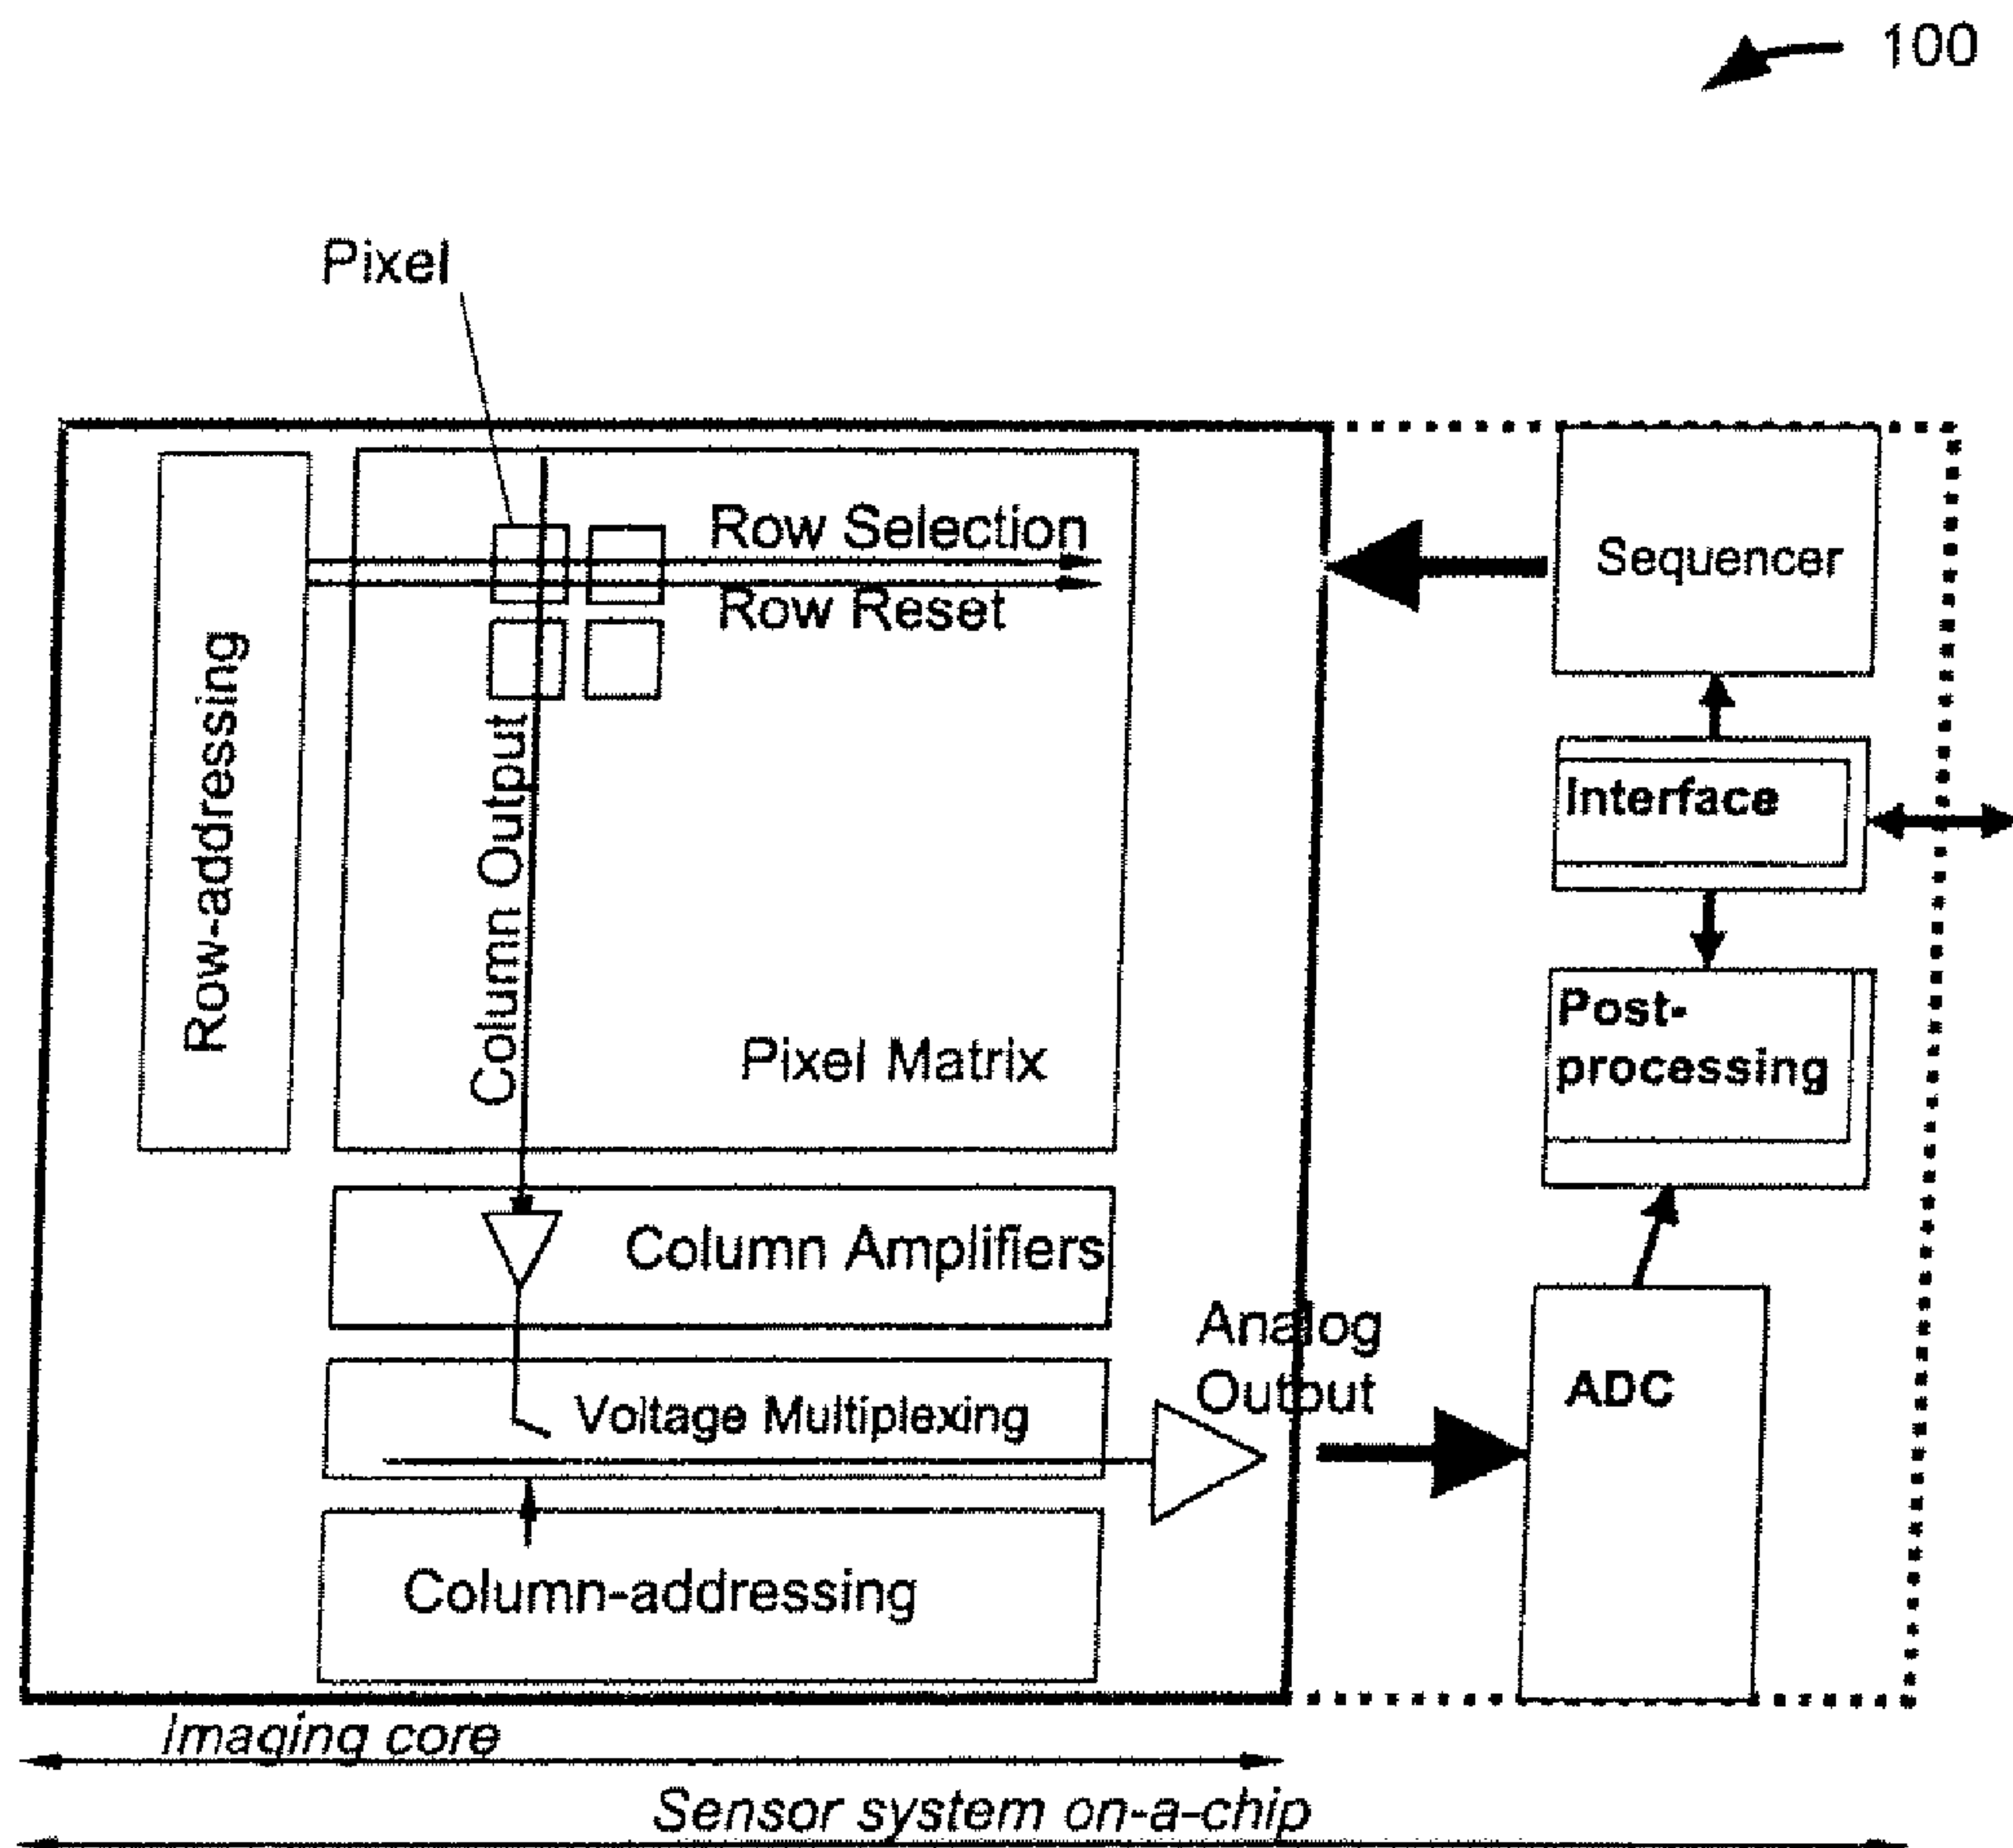 100
Pixel
Row Selection
Row Reset
Sequencer
Row-addressing
Column Output
Interface
Pixel Matrix
Post-
processing
Column Amplifiers
Analog
Output
Voltage Multiplexing
ADC
Column-addressing
Imaging core
Sensor system on-a-chip